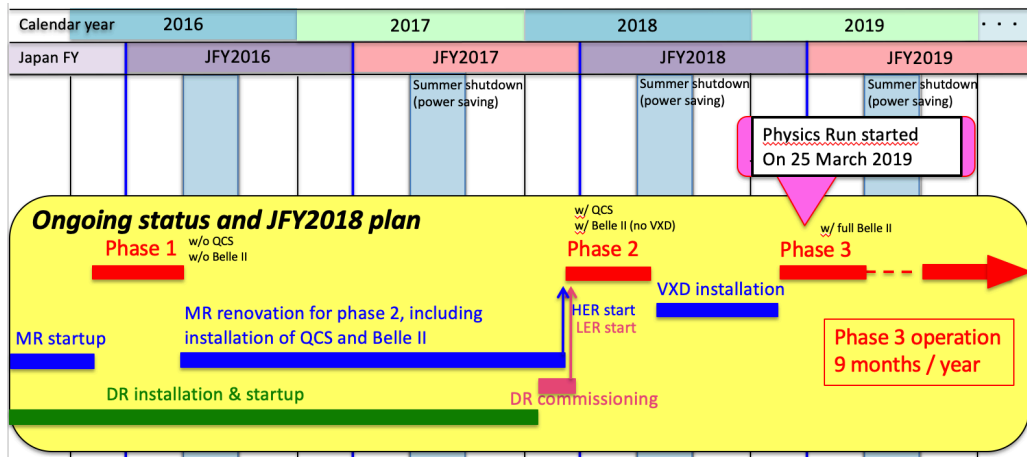 Calendar year 2016 2017 2018 2019 . . .
Japan FY JFY2016 JFY2017 JFY2018 JFY2019
Summer shutdown Summer shutdown Summer shutdown
(power saving) (power saving) (power saving)
Physics Run started
On 25 March 2019
Ongoing status and JFY2018 plan
Phase 1
w/o QCS
w/o Belle II
w/ QCS
w/ Belle II (no VXD)
Phase 2
w/ full Belle II
Phase 3
VXD installation
MR startup
MR renovation for phase 2, including
installation of QCS and Belle II
HER start
LER start
Phase 3 operation
9 months / year
DR installation & startup
DR commissioning